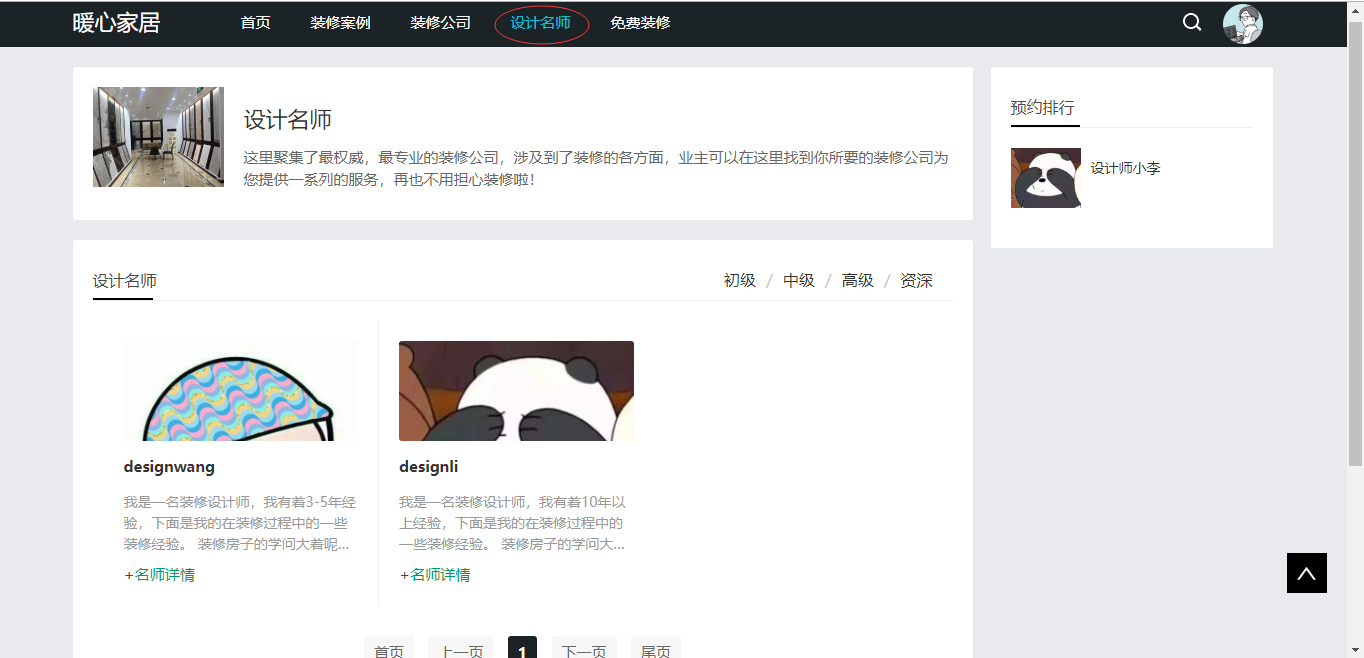 暖心家居 首页 装修案例 装修公司 设计名师 免费装修
设计名师
这里聚集了最权威，最专业的装修公司，涉及到了装修的各方面，业主可以在这里找到你所要的装修公司为
您提供一系列的服务，再也不用担心装修啦！
预约排行
设计师小李
设计名师
初级 / 中级 / 高级 / 资深
designwang
我是一名装修设计师，我有着3-5年经
验，下面是我的在装修过程中的一些
装修经验。 装修房子的学问大着呢...
+名师详情
designli
我是一名装修设计师，我有着10年以
上经验，下面是我的在装修过程中的
一些装修经验。 装修房子的学问大...
+名师详情
首页 上一页 1 下一页 尾页